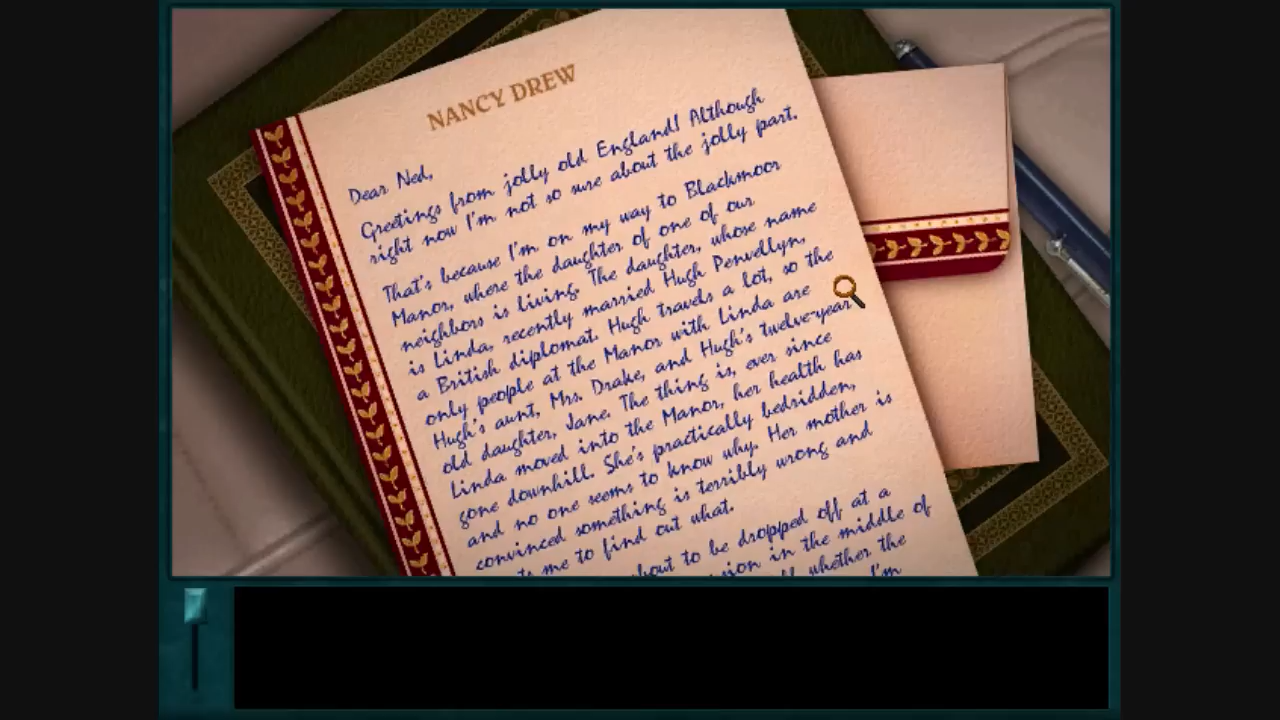 NANCY DREW
Dear Ned,
Greetings from jolly old England! Although
right now I'm not so sure about the jolly part.
That's because I'm on my way to Blackmoor
Manor, where the daughter of one of our
neighbors is living. The daughter, whose name
is Linda, recently married Hugh Penvellyn,
a British diplomat. Hugh travels a lot, so the
only people at the Manor with Linda are
Hugh's aunt, Mrs. Drake, and Hugh's twelve-year
old daughter, Jane. The thing is, ever since
Linda moved into the Manor, her health has
gone downhill. She's practically bedridden,
and no one seems to know why. Her mother is
convinced something is terribly wrong and
me to find out what.
about to be dropped off at a
in the middle of
whether the
I'm